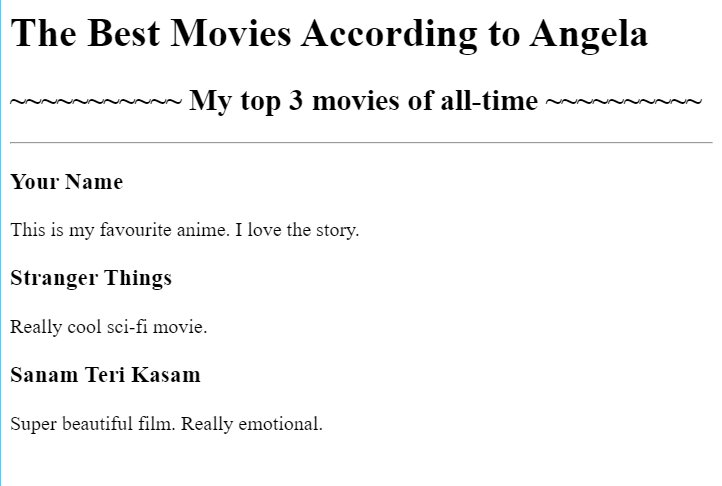 The Best Movies According to Angela
~~~~~~~~~~~ My top 3 movies of all-time ~~~~~~~~~~
Your Name
This is my favourite anime. I love the story.
Stranger Things
Really cool sci-fi movie.
Sanam Teri Kasam
Super beautiful film. Really emotional.